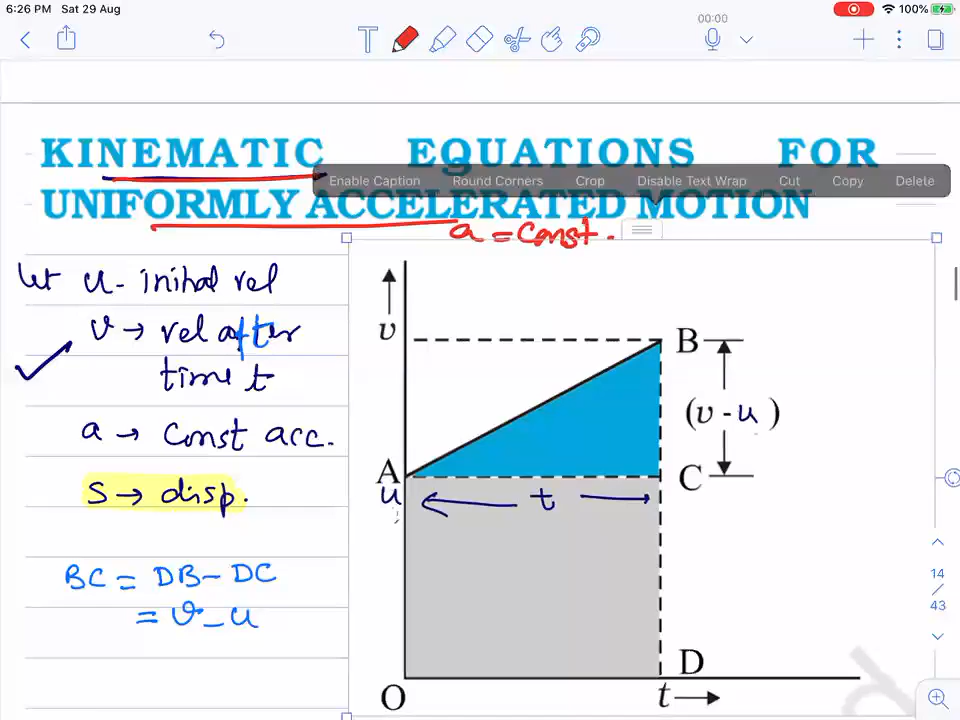 6:26 PM Sat 29 Aug
100%
00:00
T
KINEMATIC EQUATIONS FOR
Enable Caption Round Corners Crop Disable Text Wrap Cut Copy Delete
UNIFORMLY ACCELERATED MOTION
a = const.
let u - initial vel
v → vel after
time t
a → const acc.
S → disp.
BC = DB - DC
= v - u
v
B
(v - u)
A
C
u
t
D
O
t
14
/
43